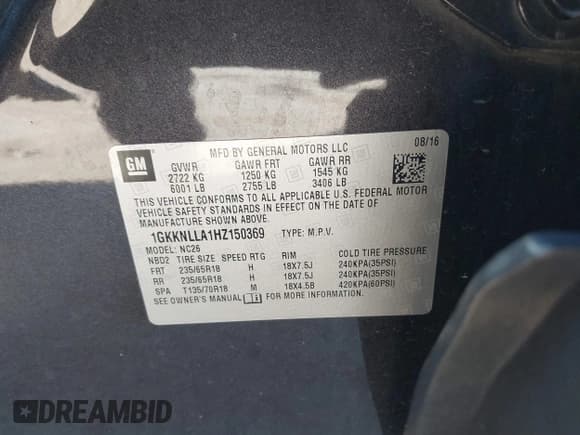 MFD BY GENERAL MOTORS LLC 08/16
GM
GVWR GAWR FRT GAWR RR
2722 KG 1250 KG 1545 KG
6001 LB 2755 LB 3406 LB
THIS VEHICLE CONFORMS TO ALL APPLICABLE U.S. FEDERAL MOTOR
VEHICLE SAFETY STANDARDS IN EFFECT ON THE DATE OF
MANUFACTURE SHOWN ABOVE.
1GKKNLLA1HZ150369 TYPE: M.P.V.
MODEL: NC26
NBD2 TIRE SIZE SPEED RTG RIM COLD TIRE PRESSURE
FRT 235/65R18 H 18X7.5J 240KPA(35PSI)
RR 235/65R18 H 18X7.5J 240KPA(35PSI)
SPA T135/70R18 M 18X4.5B 420KPA(60PSI)
SEE OWNER'S MANUAL FOR MORE INFORMATION.
DREAMBID